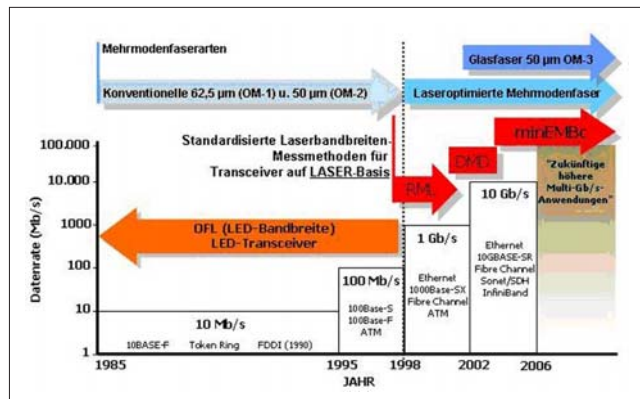 Mehrmodenfaserarten
Glasfaser 50 µm OM-3
Konventionelle 62,5 µm (OM-1) u. 50 µm (OM-2)
Laseroptimierte Mehrmodenfaser
minEMBc
Standardisierte Laserbandbreiten-
Messmethoden für
Transceiver auf LASER-Basis
DMD
RML
"Zukünftige
höhere
Multi-Gb/s-
Anwendungen"
OFL (LED-Bandbreite)
LED-Transceiver
Datenrate (Mb/s)
100.000
10.000
1000
100
10
1
10 Mb/s
10BASE-F Token Ring FDDI (1990)
100 Mb/s
100Base-S
100Base-F
ATM
1 Gb/s
Ethernet
1000Base-SX
Fibre Channel
ATM
10 Gb/s
Ethernet
10GBASE-SR
Fibre Channel
Sonet/SDH
InfiniBand
1985 1995 1998 2002 2006
JAHR